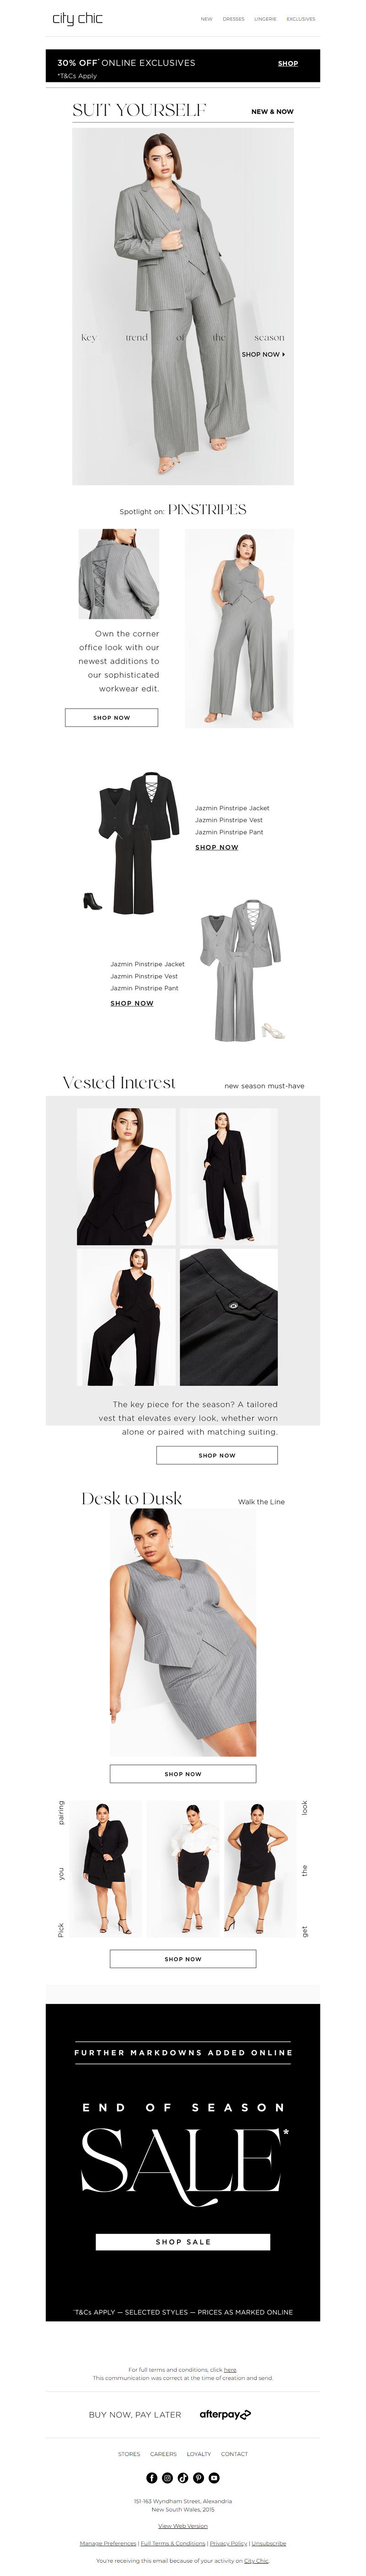 city chic
NEW DRESSES LINGERIE EXCLUSIVES
30% OFF* ONLINE EXCLUSIVES
SHOP
*T&Cs Apply
SUIT YOURSELF
NEW & NOW
Key trend of the season
SHOP NOW
Spotlight on: PINSTRIPES
Own the corner
office look with our
newest additions to
our sophisticated
workwear edit.
SHOP NOW
Jazmin Pinstripe Jacket
Jazmin Pinstripe Vest
Jazmin Pinstripe Pant
SHOP NOW
Jazmin Pinstripe Jacket
Jazmin Pinstripe Vest
Jazmin Pinstripe Pant
SHOP NOW
Vested Interest
new season must-have
The key piece for the season? A tailored
vest that elevates every look, whether worn
alone or paired with matching suiting.
SHOP NOW
Desk to Dusk
Walk the Line
SHOP NOW
Pick you pairing
get the look
SHOP NOW
FURTHER MARKDOWNS ADDED ONLINE
END OF SEASON
SALE*
SHOP SALE
*T&Cs APPLY — SELECTED STYLES — PRICES AS MARKED ONLINE
For full terms and conditions, click here.
This communication was correct at the time of creation and send.
BUY NOW, PAY LATER afterpay
STORES CAREERS LOYALTY CONTACT
151-163 Wyndham Street, Alexandria
New South Wales, 2015
View Web Version
Manage Preferences | Full Terms & Conditions | Privacy Policy | Unsubscribe
You're receiving this email because of your activity on City Chic.